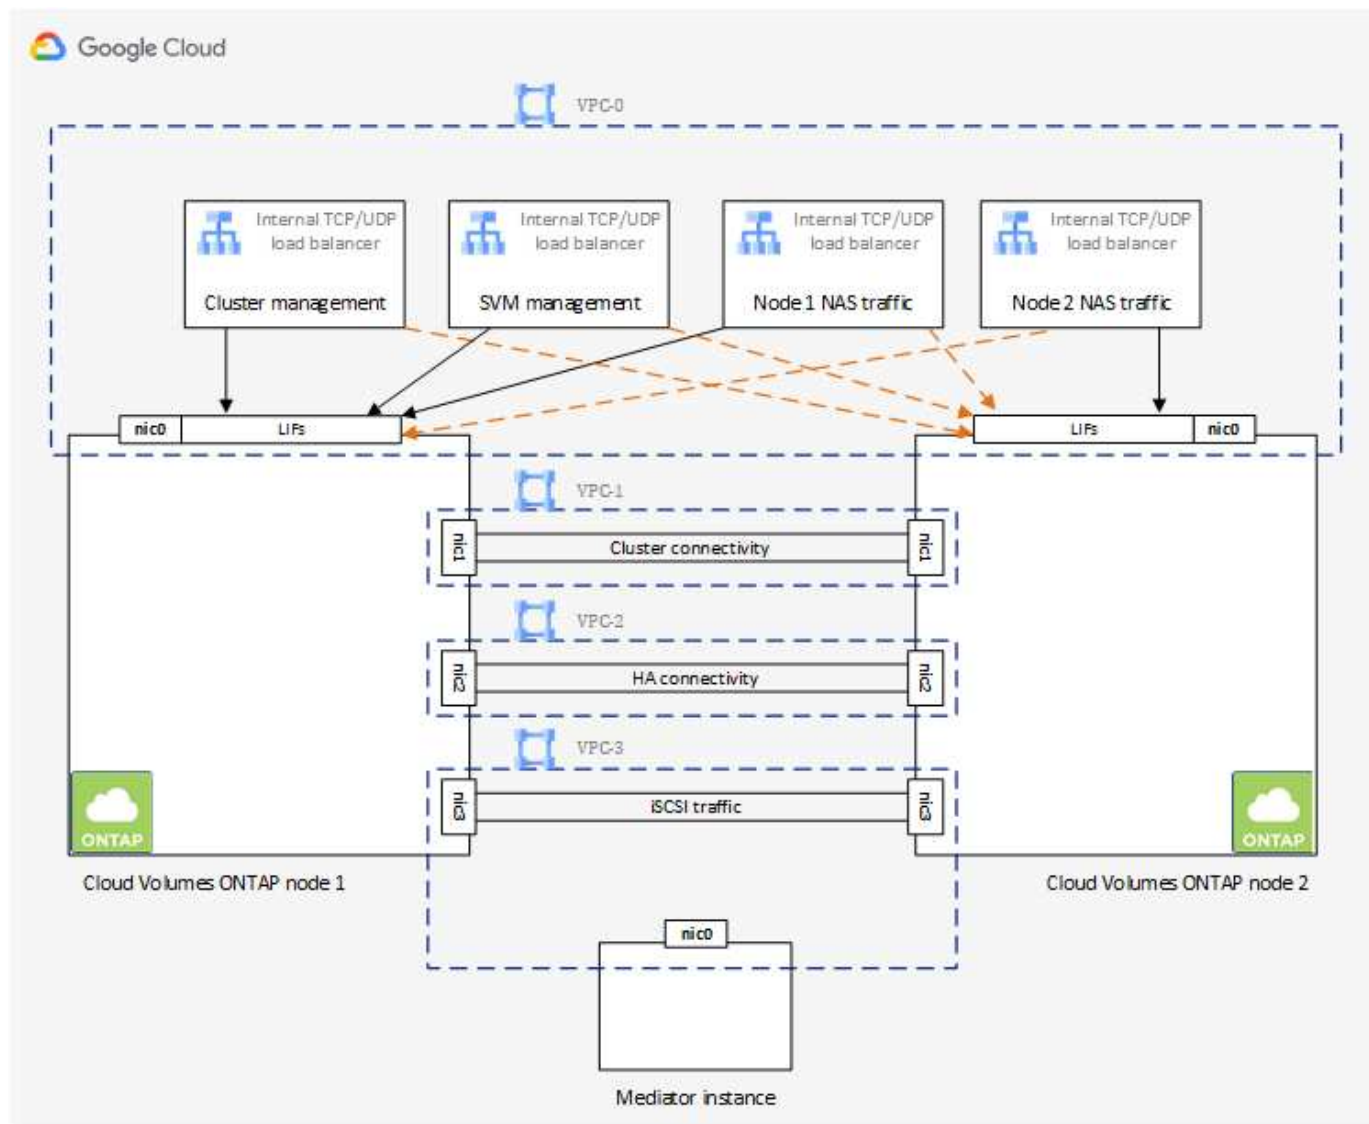 Google Cloud
VPC-0
Internal TCP/UDP
load balancer
Cluster management
Internal TCP/UDP
load balancer
SVM management
Internal TCP/UDP
load balancer
Node 1 NAS traffic
Internal TCP/UDP
load balancer
Node 2 NAS traffic
nic0
LIFs
LIFs
nic0
VPC-1
nic1
Cluster connectivity
nic1
VPC-2
nic2
HA connectivity
nic2
VPC-3
nic3
iSCSI traffic
nic3
ONTAP
ONTAP
Cloud Volumes ONTAP node 1
Cloud Volumes ONTAP node 2
nic0
Mediator instance